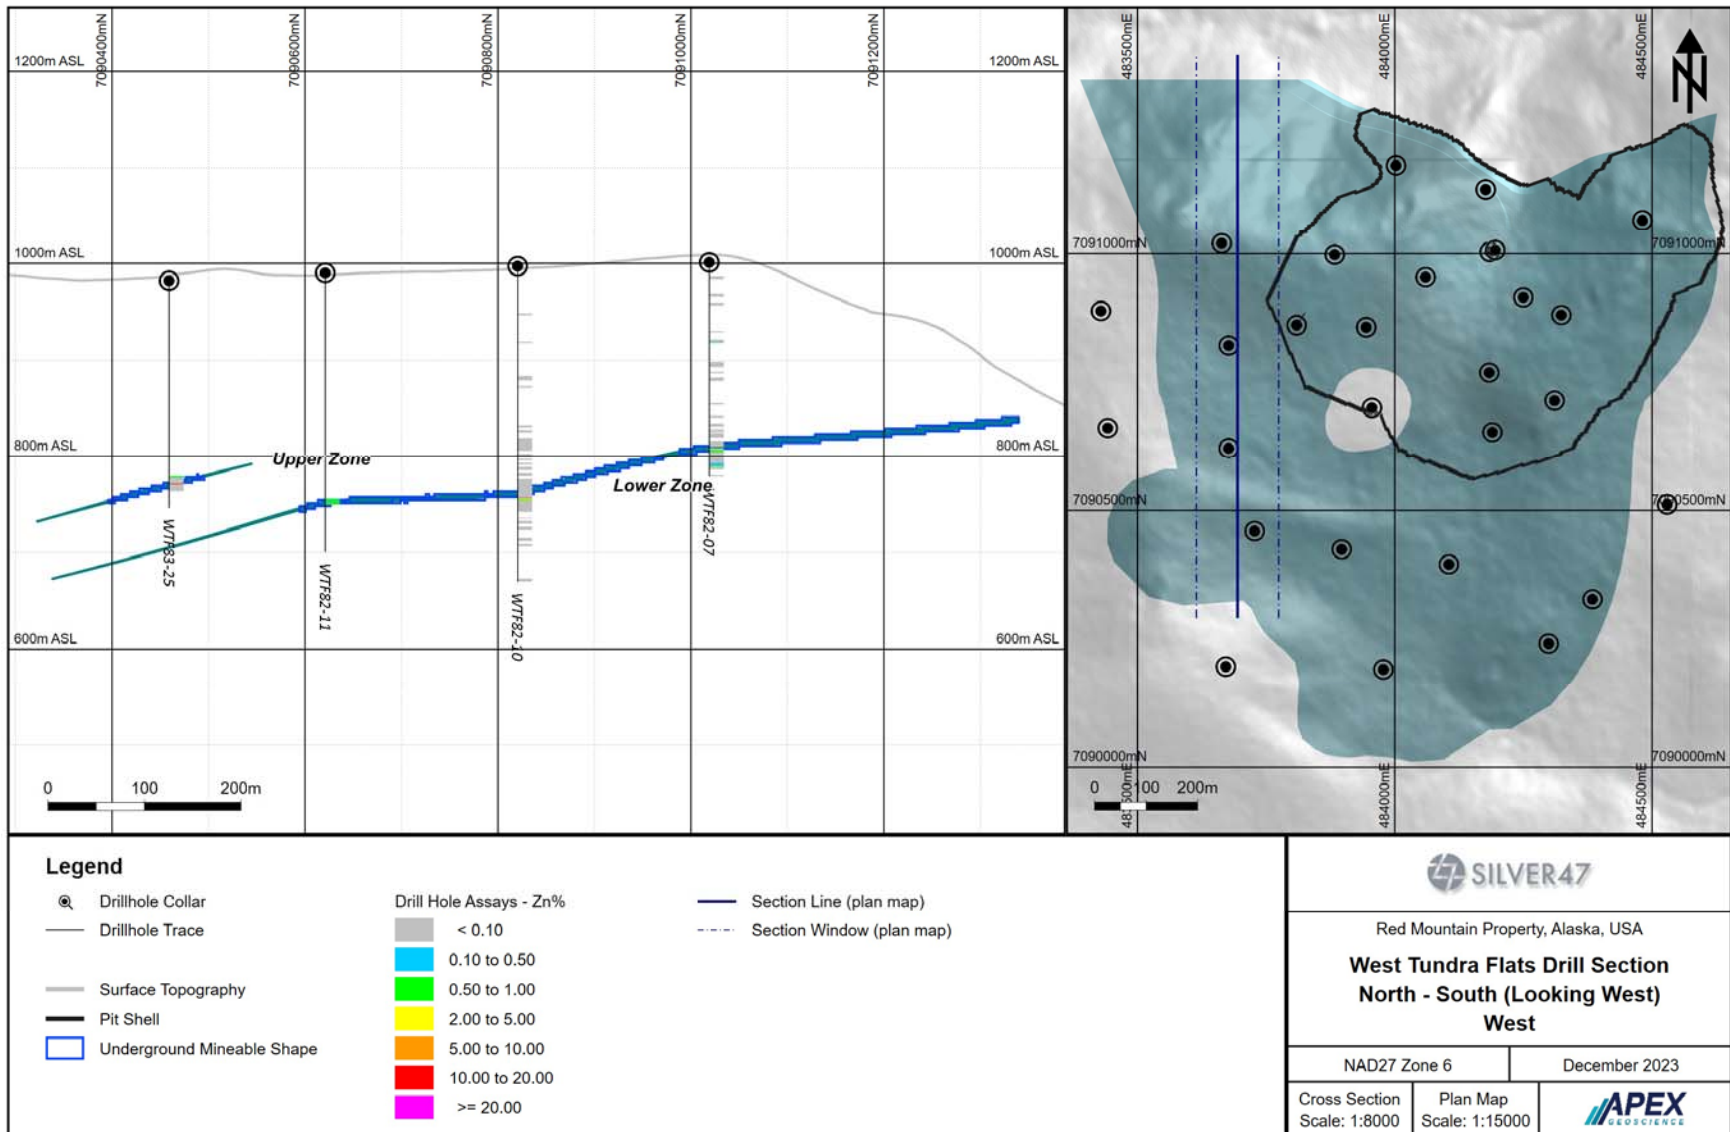 7090400mN
7090600mN
7090800mN
7091000mN
7091200mN
1200m ASL
1200m ASL
1000m ASL
1000m ASL
800m ASL
800m ASL
600m ASL
600m ASL
Upper Zone
Lower Zone
WTF83-25
WTF82-11
WTF82-10
WTF82-07
0 100 200m
483500mE
484000mE
484500mE
N
7091000mN
7091000mN
7090500mN
7090500mN
7090000mN
7090000mN
0 100 200m
484000mE
484500mE
Legend
Drillhole Collar
Drillhole Trace
Surface Topography
Pit Shell
Underground Mineable Shape
Drill Hole Assays - Zn%
< 0.10
0.10 to 0.50
0.50 to 1.00
2.00 to 5.00
5.00 to 10.00
10.00 to 20.00
>= 20.00
Section Line (plan map)
Section Window (plan map)
SILVER47
Red Mountain Property, Alaska, USA
West Tundra Flats Drill Section
North - South (Looking West)
West
NAD27 Zone 6
December 2023
Cross Section
Scale: 1:8000
Plan Map
Scale: 1:15000
APEX
GEOSCIENCE